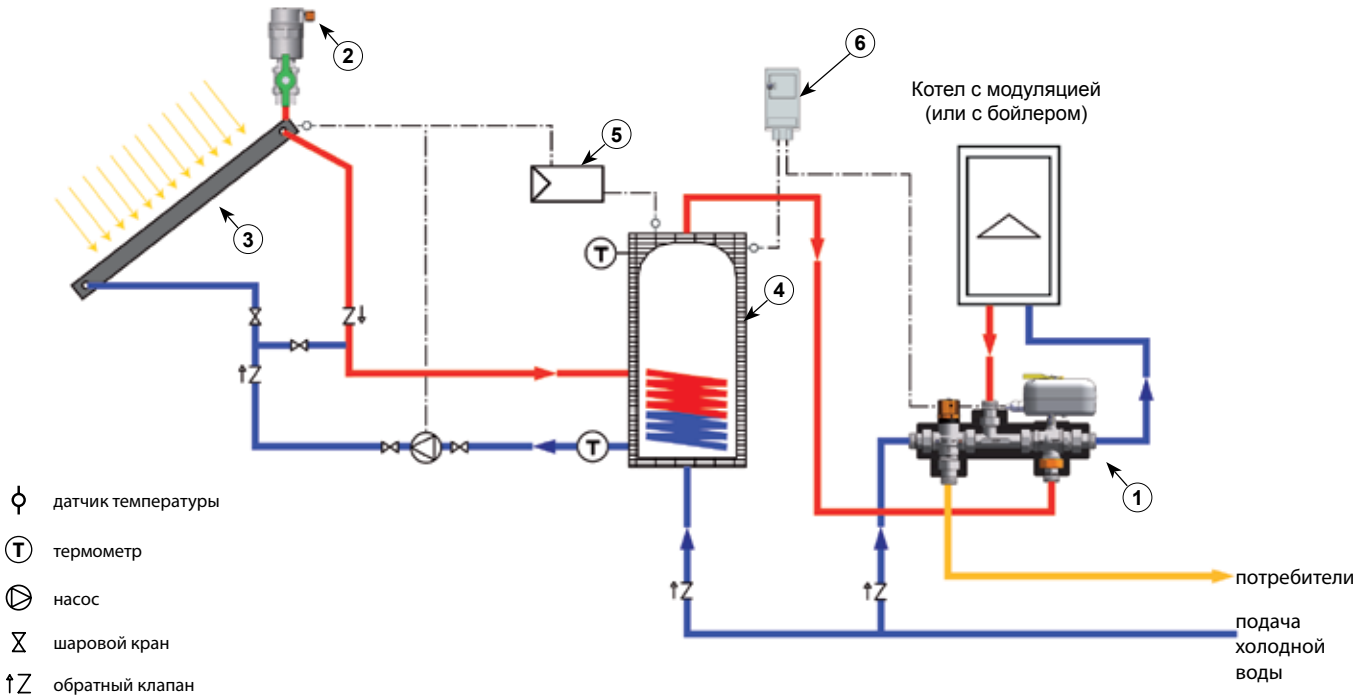 2
6
Котел с модуляцией
(или с бойлером)
5
3
T
4
1
T
датчик температуры
T термометр
потребители
насос
подача
холодной
воды
шаровой кран
обратный клапан